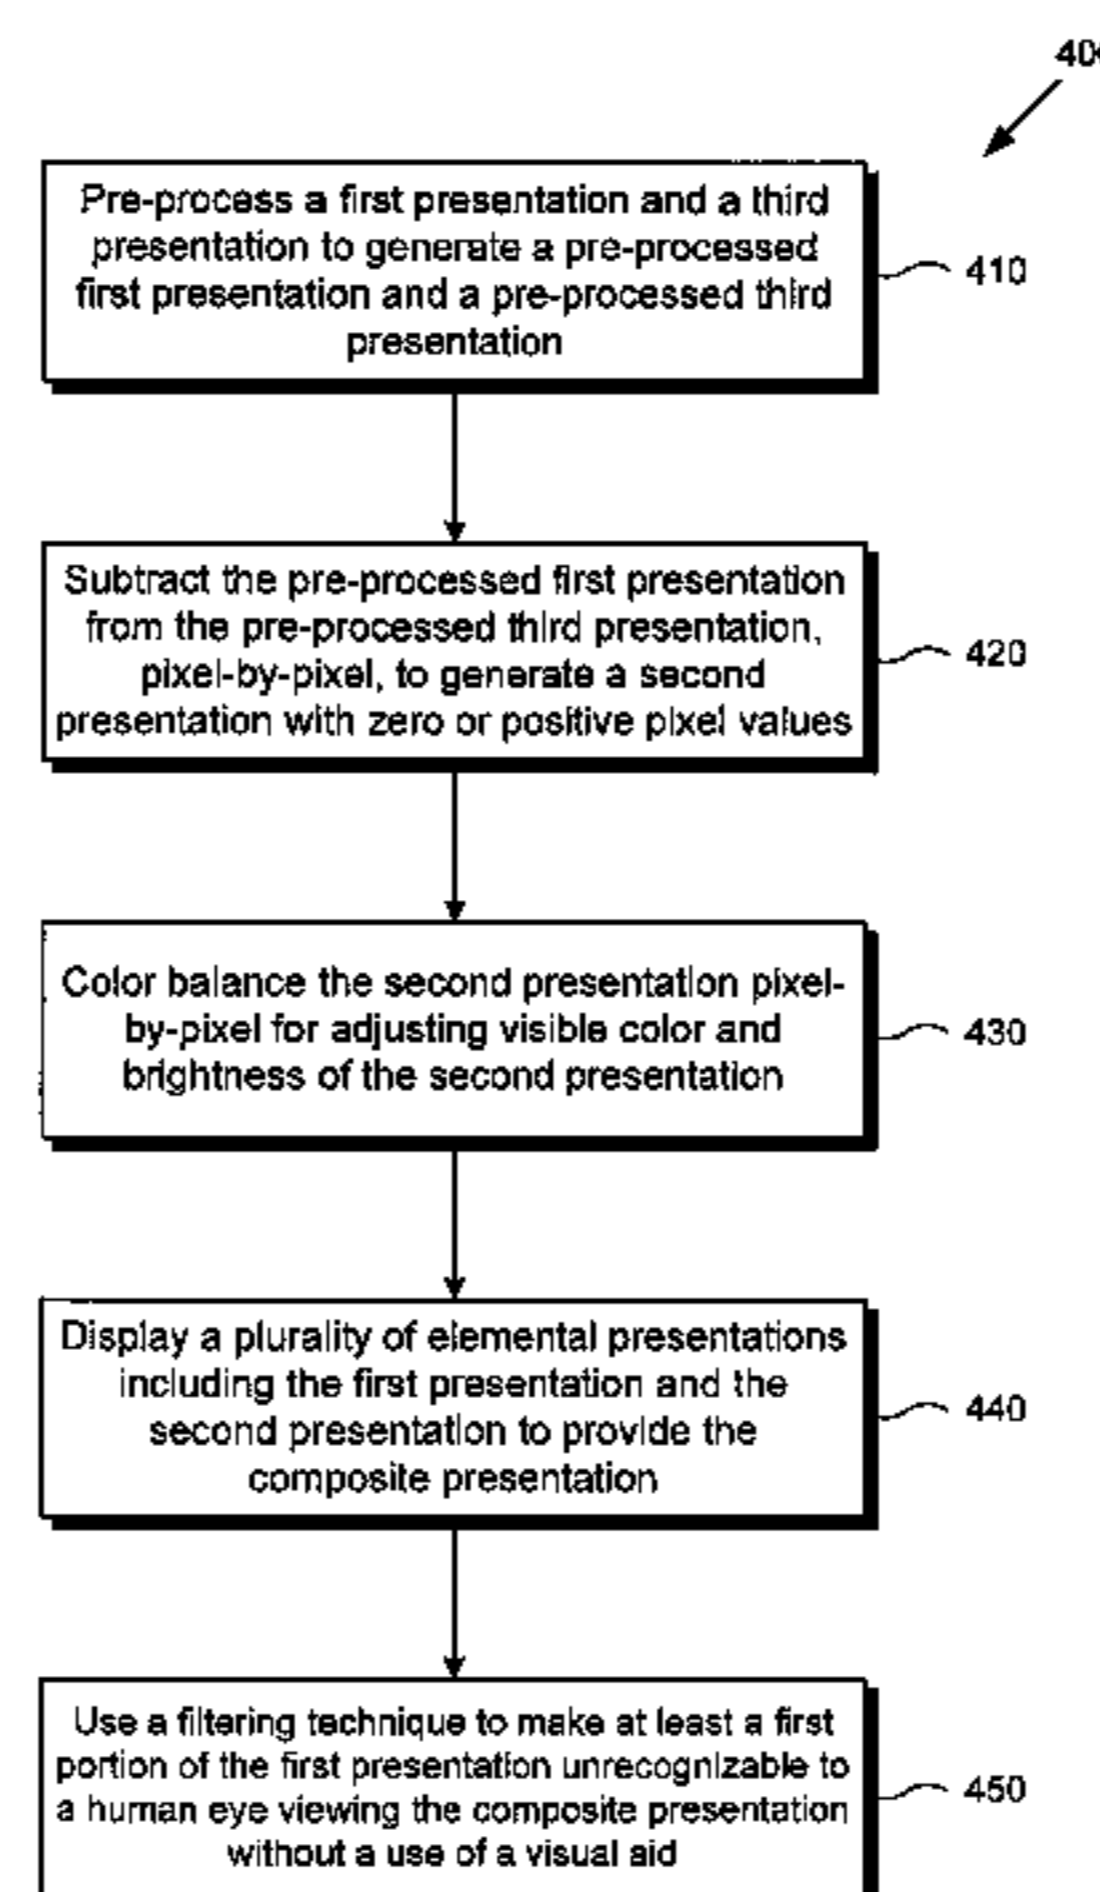 Pre-process a first presentation and a third
presentation to generate a pre-processed
first presentation and a pre-processed third
presentation
410
Subtract the pre-processed first presentation
from the pre-processed third presentation,
pixel-by-pixel, to generate a second
presentation with zero or positive pixel values
420
Color balance the second presentation pixel-
by-pixel for adjusting visible color and
brightness of the second presentation
430
Display a plurality of elemental presentations
including the first presentation and the
second presentation to provide the
composite presentation
440
Use a filtering technique to make at least a first
portion of the first presentation unrecognizable to
a human eye viewing the composite presentation
without a use of a visual aid
450